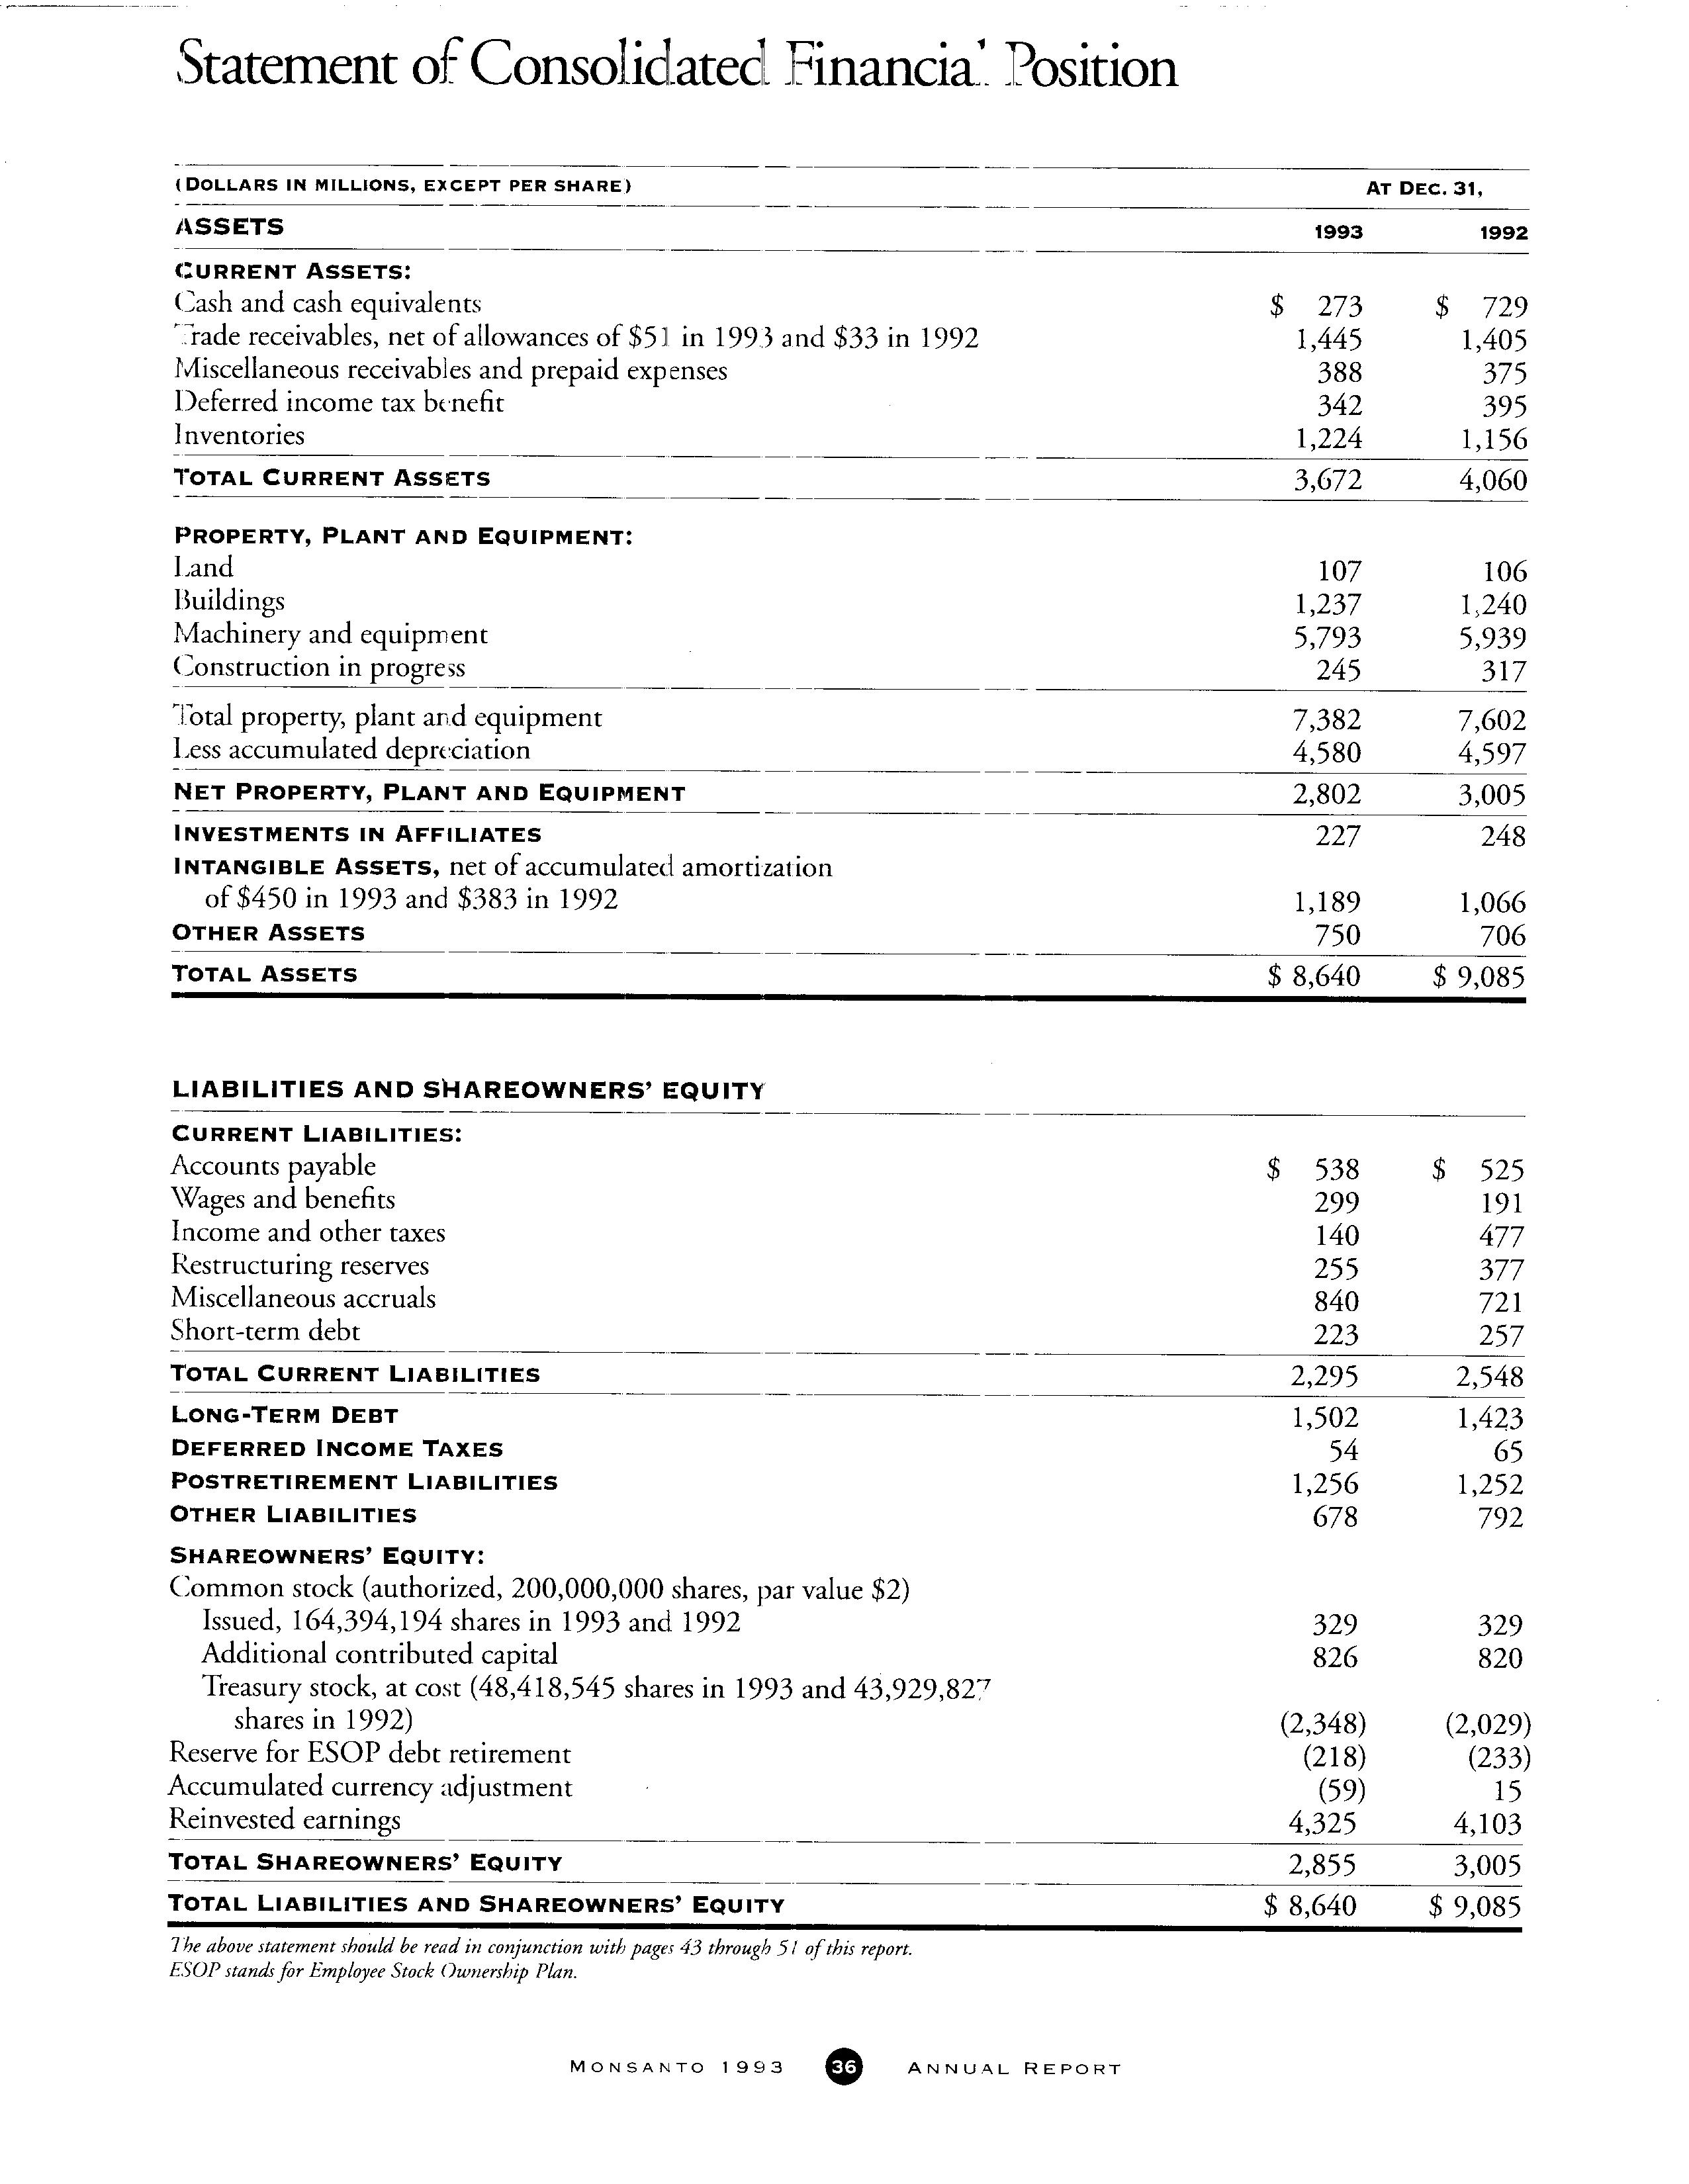 Statement of Consolidated Financial Position
(DOLLARS IN MILLIONS, EXCEPT PER SHARE) AT DEC. 31,
ASSETS 1993 1992
CURRENT ASSETS:
Cash and cash equivalents $ 273 $ 729
Trade receivables, net of allowances of $51 in 1993 and $33 in 1992 1,445 1,405
Miscellaneous receivables and prepaid expenses 388 375
Deferred income tax benefit 342 395
Inventories 1,224 1,156
TOTAL CURRENT ASSETS 3,672 4,060
PROPERTY, PLANT AND EQUIPMENT:
Land 107 106
Buildings 1,237 1,240
Machinery and equipment 5,793 5,939
Construction in progress 245 317
Total property, plant and equipment 7,382 7,602
Less accumulated depreciation 4,580 4,597
NET PROPERTY, PLANT AND EQUIPMENT 2,802 3,005
INVESTMENTS IN AFFILIATES 227 248
INTANGIBLE ASSETS, net of accumulated amortization
of $450 in 1993 and $383 in 1992 1,189 1,066
OTHER ASSETS 750 706
TOTAL ASSETS $ 8,640 $ 9,085
LIABILITIES AND SHAREOWNERS' EQUITY
CURRENT LIABILITIES:
Accounts payable $ 538 $ 525
Wages and benefits 299 191
Income and other taxes 140 477
Restructuring reserves 255 377
Miscellaneous accruals 840 721
Short-term debt 223 257
TOTAL CURRENT LIABILITIES 2,295 2,548
LONG-TERM DEBT 1,502 1,423
DEFERRED INCOME TAXES 54 65
POSTRETIREMENT LIABILITIES 1,256 1,252
OTHER LIABILITIES 678 792
SHAREOWNERS' EQUITY:
Common stock (authorized, 200,000,000 shares, par value $2)
Issued, 164,394,194 shares in 1993 and 1992 329 329
Additional contributed capital 826 820
Treasury stock, at cost (48,418,545 shares in 1993 and 43,929,827
shares in 1992) (2,348) (2,029)
Reserve for ESOP debt retirement (218) (233)
Accumulated currency adjustment (59) 15
Reinvested earnings 4,325 4,103
TOTAL SHAREOWNERS' EQUITY 2,855 3,005
TOTAL LIABILITIES AND SHAREOWNERS' EQUITY $ 8,640 $ 9,085
The above statement should be read in conjunction with pages 43 through 51 of this report.
ESOP stands for Employee Stock Ownership Plan.
MONSANTO 1993 36 ANNUAL REPORT